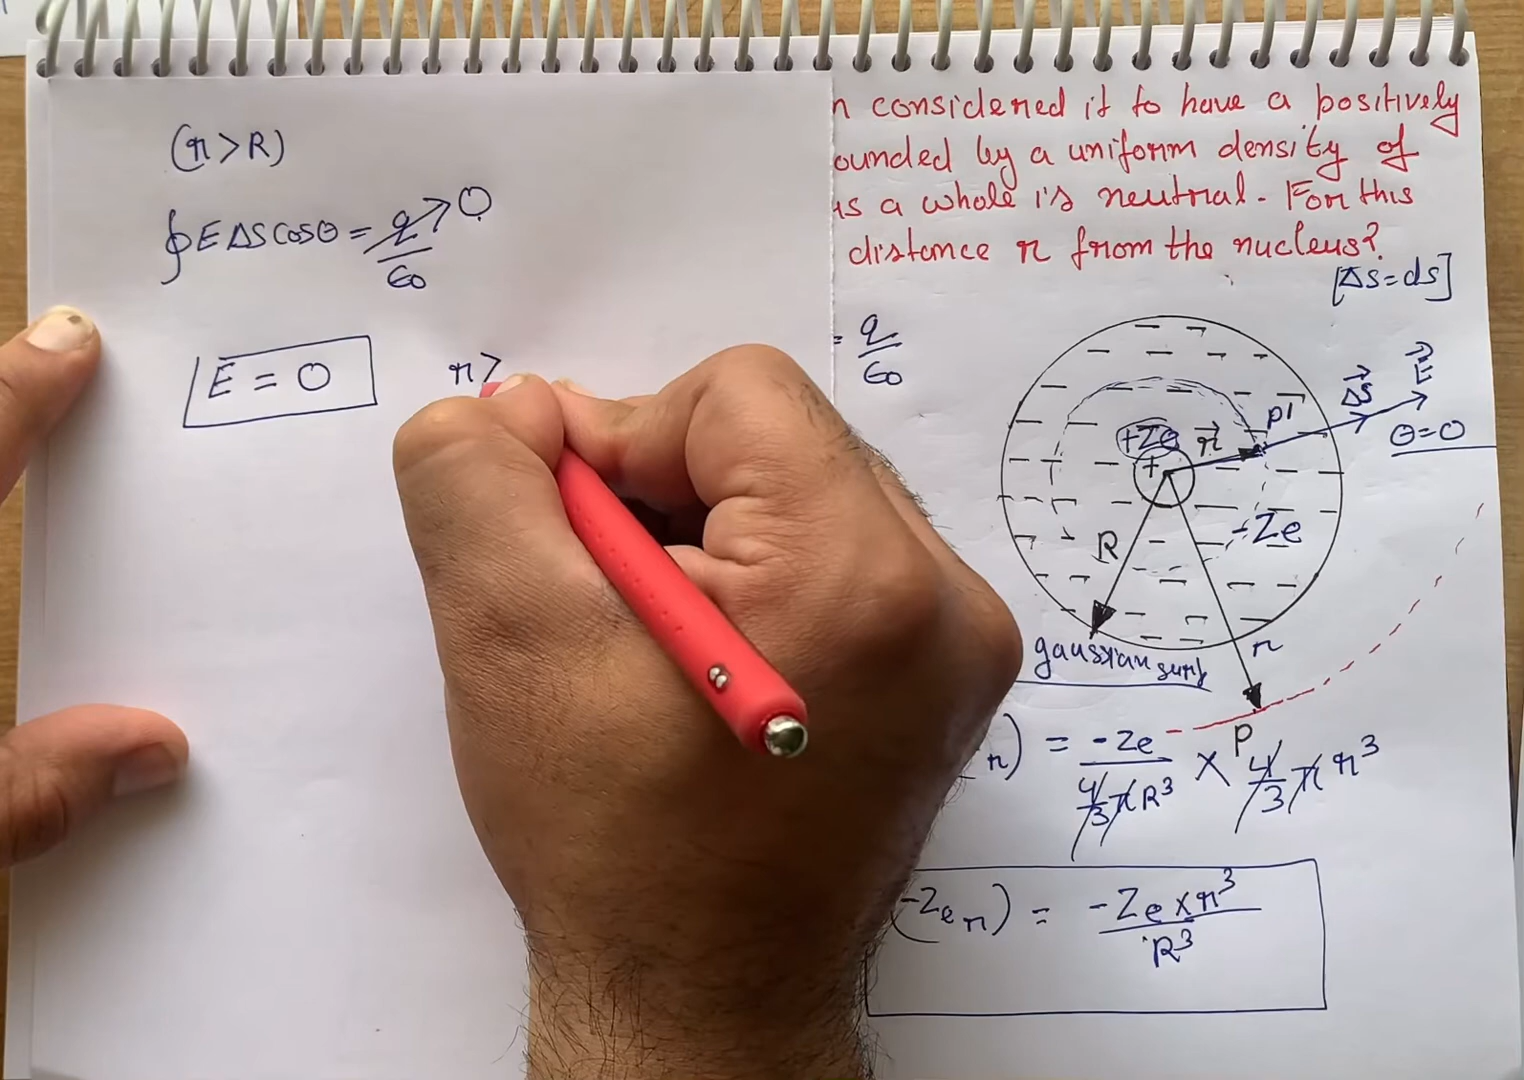 (r>R)
∮EΔScosθ = q/ϵ0 → 0
E = 0
r>
n considered it to have a positively
ounded by a uniform density of
as a whole is neutral. For this
distance r from the nucleus?
[ΔS=ds]
= q/ϵ0
+Ze
+
r⃗
p'
ΔS⃗
E⃗
θ=0
-Ze
R
r
gaussian surf
P
r) = -Ze/(4/3 π R³) × 4/3 π r³
(-Ze r) = -Ze×r³/R³